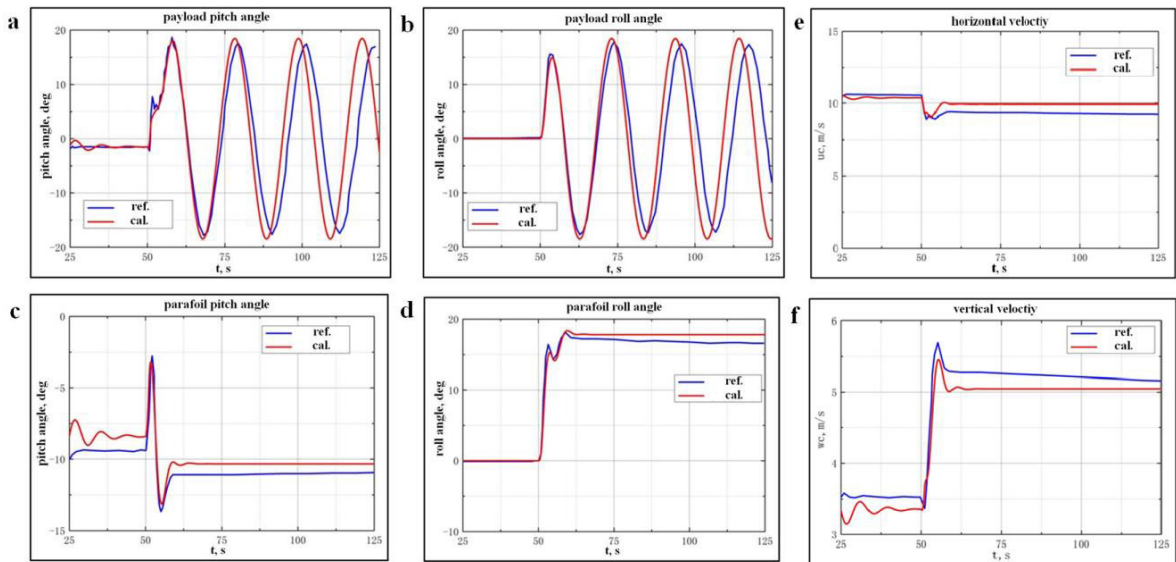 a
payload pitch angle
20
10
0
-10
-20
pitch angle, deg
ref.
cal.
25
50
75
100
125
t, s
b
payload roll angle
20
10
0
-10
-20
roll angle, deg
ref.
cal.
25
50
75
100
125
t, s
e
horizontal veloctiy
15
10
5
0
uc, m/s
ref.
cal.
25
50
75
100
125
t, s
c
parafoil pitch angle
0
-5
-10
-15
pitch angle, deg
ref.
cal.
25
50
75
100
125
t, s
d
parafoil roll angle
20
10
0
-10
roll angle, deg
ref.
cal.
25
50
75
100
125
t, s
f
vertical veloctiy
6
5
4
3
wc, m/s
ref.
cal.
25
50
75
100
125
t, s